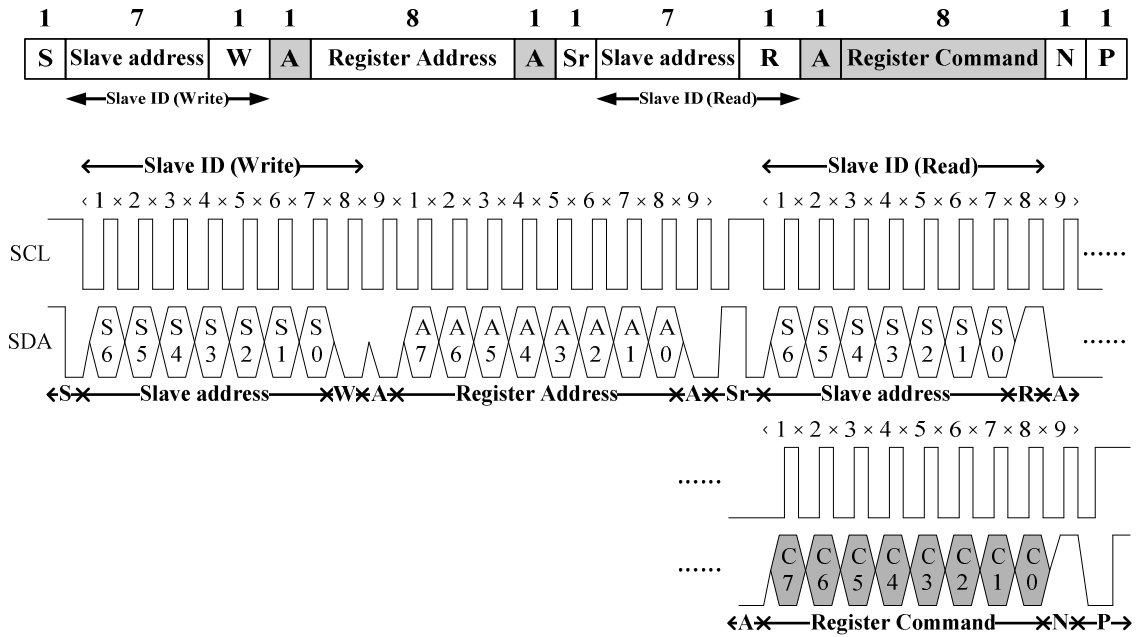 1 7 1 1 8 1 1 7 1 1 8 1 1
S Slave address W A Register Address A Sr Slave address R A Register Command N P
Slave ID (Write) Slave ID (Read)
Slave ID (Write) Slave ID (Read)
‹ 1 × 2 × 3 × 4 × 5 × 6 × 7 × 8 × 9 × 1 × 2 × 3 × 4 × 5 × 6 × 7 × 8 × 9 › ‹ 1 × 2 × 3 × 4 × 5 × 6 × 7 × 8 × 9 ›
SCL ......
SDA S6 S5 S4 S3 S2 S1 S0 A7 A6 A5 A4 A3 A2 A1 A0 S6 S5 S4 S3 S2 S1 S0 ......
S Slave address W A Register Address A Sr Slave address R A
‹ 1 × 2 × 3 × 4 × 5 × 6 × 7 × 8 × 9 ›
......
...... C7 C6 C5 C4 C3 C2 C1 C0
A Register Command N P